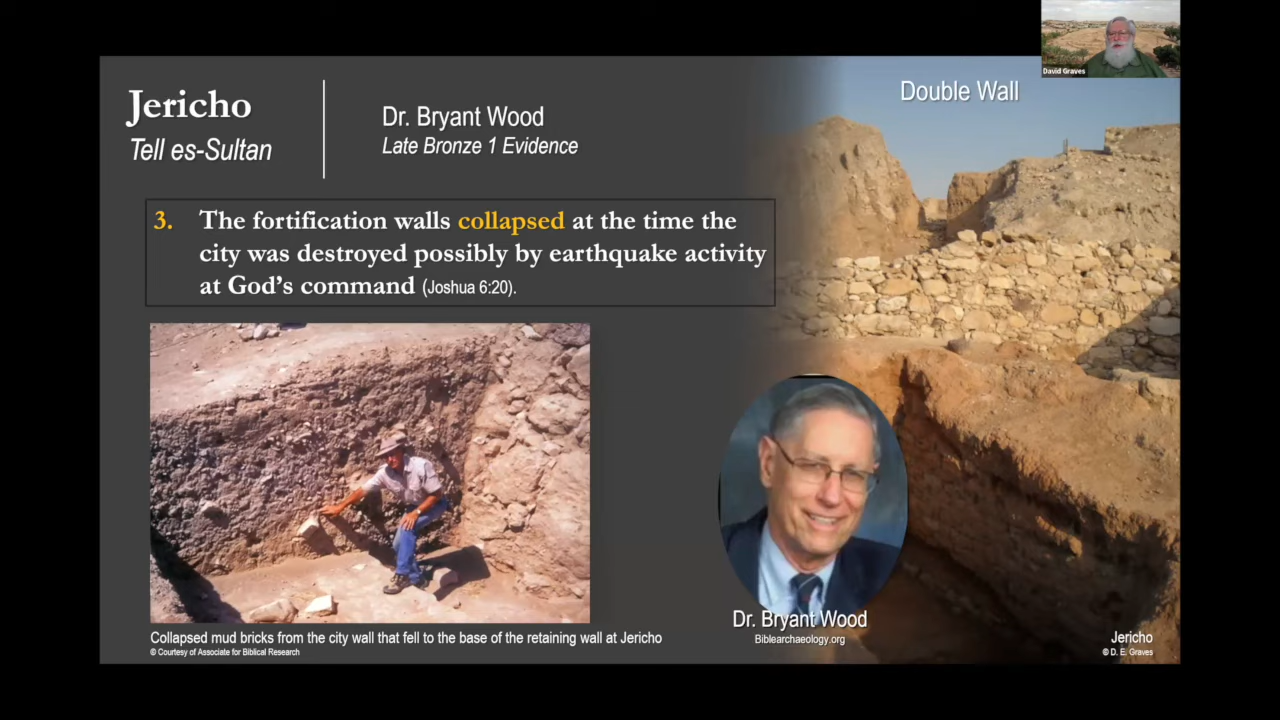 David Graves
Jericho
Tell es-Sultan
Dr. Bryant Wood
Late Bronze 1 Evidence
Double Wall
3. The fortification walls collapsed at the time the
city was destroyed possibly by earthquake activity
at God's command (Joshua 6:20).
Collapsed mud bricks from the city wall that fell to the base of the retaining wall at Jericho
© Courtesy of Associate for Biblical Research
Dr. Bryant Wood
Biblearchaeology.org
Jericho
© D. E. Graves